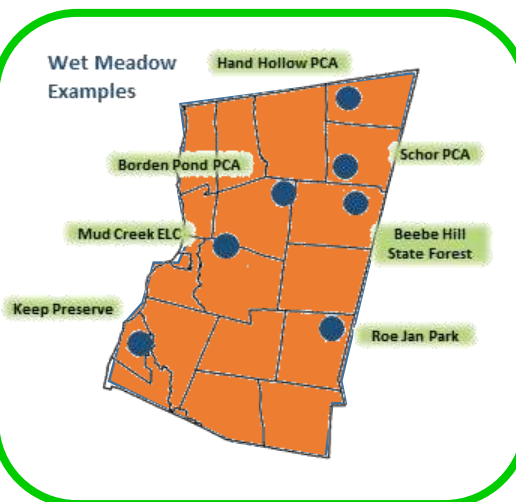 Wet Meadow
Examples
Hand Hollow PCA
Schor PCA
Borden Pond PCA
Mud Creek ELC
Beebe Hill
State Forest
Keep Preserve
Roe Jan Park